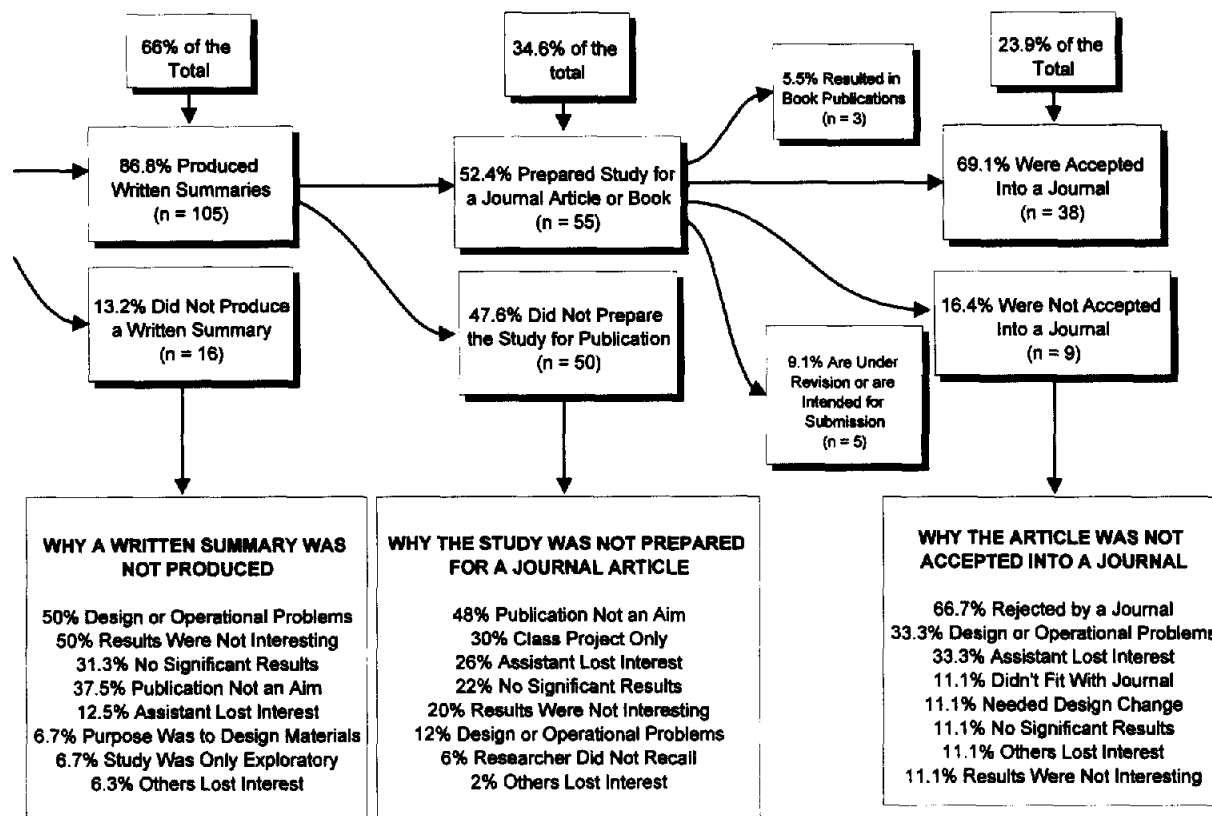 66% of the
Total
34.6% of the
total
23.9% of the
Total
5.5% Resulted in
Book Publications
(n = 3)
86.8% Produced
Written Summaries
(n = 105)
52.4% Prepared Study for
a Journal Article or Book
(n = 55)
69.1% Were Accepted
Into a Journal
(n = 38)
13.2% Did Not Produce
a Written Summary
(n = 16)
47.6% Did Not Prepare
the Study for Publication
(n = 50)
9.1% Are Under
Revision or are
Intended for
Submission
(n = 5)
16.4% Were Not Accepted
Into a Journal
(n = 9)
WHY A WRITTEN SUMMARY WAS
NOT PRODUCED
50% Design or Operational Problems
50% Results Were Not Interesting
31.3% No Significant Results
37.5% Publication Not an Aim
12.5% Assistant Lost Interest
6.7% Purpose Was to Design Materials
6.7% Study Was Only Exploratory
6.3% Others Lost Interest
WHY THE STUDY WAS NOT PREPARED
FOR A JOURNAL ARTICLE
48% Publication Not an Aim
30% Class Project Only
26% Assistant Lost Interest
22% No Significant Results
20% Results Were Not Interesting
12% Design or Operational Problems
6% Researcher Did Not Recall
2% Others Lost Interest
WHY THE ARTICLE WAS NOT
ACCEPTED INTO A JOURNAL
66.7% Rejected by a Journal
33.3% Design or Operational Problems
33.3% Assistant Lost Interest
11.1% Didn't Fit With Journal
11.1% Needed Design Change
11.1% No Significant Results
11.1% Others Lost Interest
11.1% Results Were Not Interesting